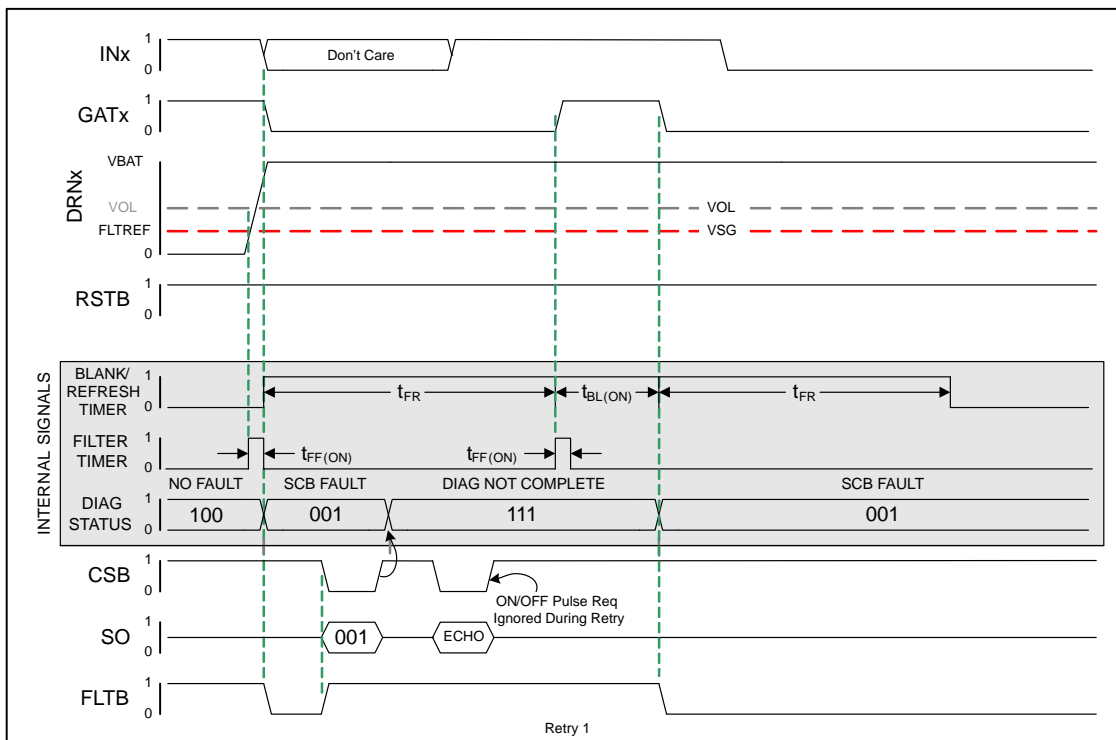 INx
1
0
Don't Care
GATx
1
0
DRNx
VBAT
VOL
VOL
FLTREF
VSG
RSTB
1
0
INTERNAL SIGNALS
BLANK/
REFRESH
TIMER
1
0
tFR
tBL(ON)
tFR
FILTER
TIMER
1
0
tFF(ON)
tFF(ON)
NO FAULT
SCB FAULT
DIAG NOT COMPLETE
SCB FAULT
DIAG
STATUS
1
0
100
001
111
001
CSB
1
0
ON/OFF Pulse Req
Ignored During Retry
SO
1
0
001
ECHO
FLTB
1
0
Retry 1